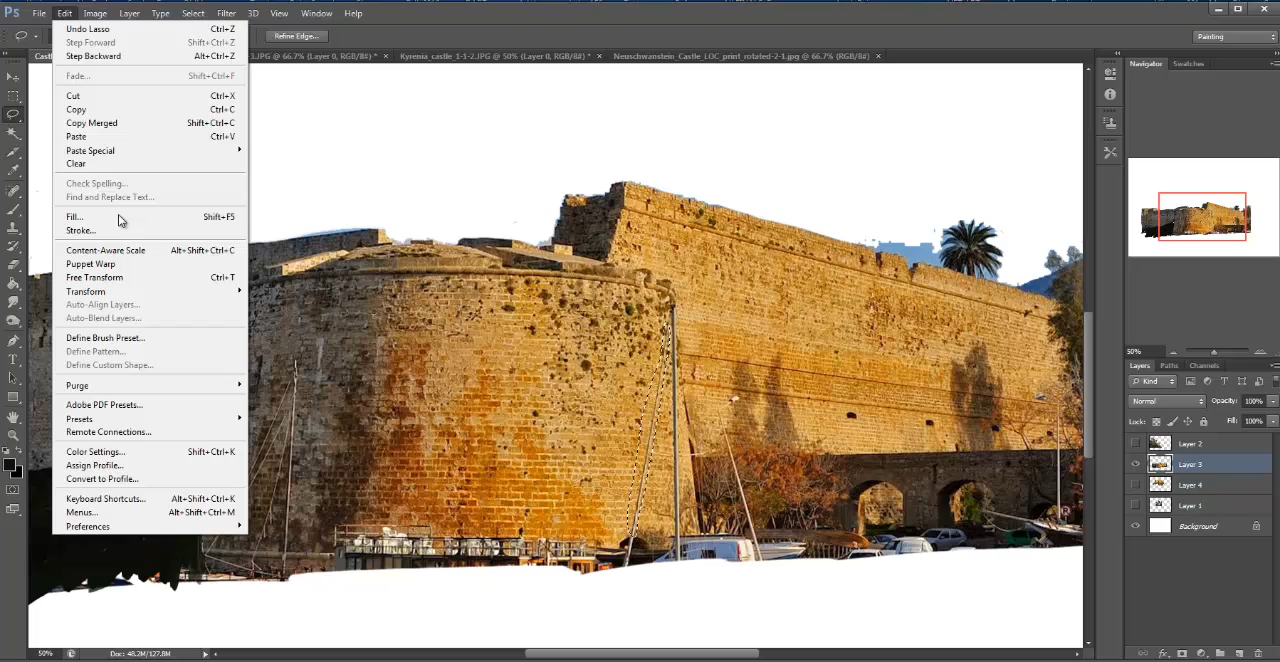 Ps File Edit Image Layer Type Select Filter 3D View Window Help
Refine Edge...
Painting
Castl
3.JPG @ 66.7% (Layer 0, RGB/8#) *
Kyrenia_castle_1-1-2.JPG @ 50% (Layer 0, RGB/8#) *
Neuschwanstein_Castle_LOC_print_rotated-2-1.jpg @ 66.7% (RGB/8#)
Undo Lasso Ctrl+Z
Step Forward Shift+Ctrl+Z
Step Backward Alt+Ctrl+Z
Fade... Shift+Ctrl+F
Cut Ctrl+X
Copy Ctrl+C
Copy Merged Shift+Ctrl+C
Paste Ctrl+V
Paste Special
Clear
Check Spelling...
Find and Replace Text...
Fill... Shift+F5
Stroke...
Content-Aware Scale Alt+Shift+Ctrl+C
Puppet Warp
Free Transform Ctrl+T
Transform
Auto-Align Layers...
Auto-Blend Layers...
Define Brush Preset...
Define Pattern...
Define Custom Shape...
Purge
Adobe PDF Presets...
Presets
Remote Connections...
Color Settings... Shift+Ctrl+K
Assign Profile...
Convert to Profile...
Keyboard Shortcuts... Alt+Shift+Ctrl+K
Menus... Alt+Shift+Ctrl+M
Preferences
Navigator Swatches
50%
Layers Paths Channels
Kind
Normal Opacity: 100%
Lock: Fill: 100%
Layer 2
Layer 3
Layer 4
Layer 1
Background
50% Doc: 48.2M/127.8M